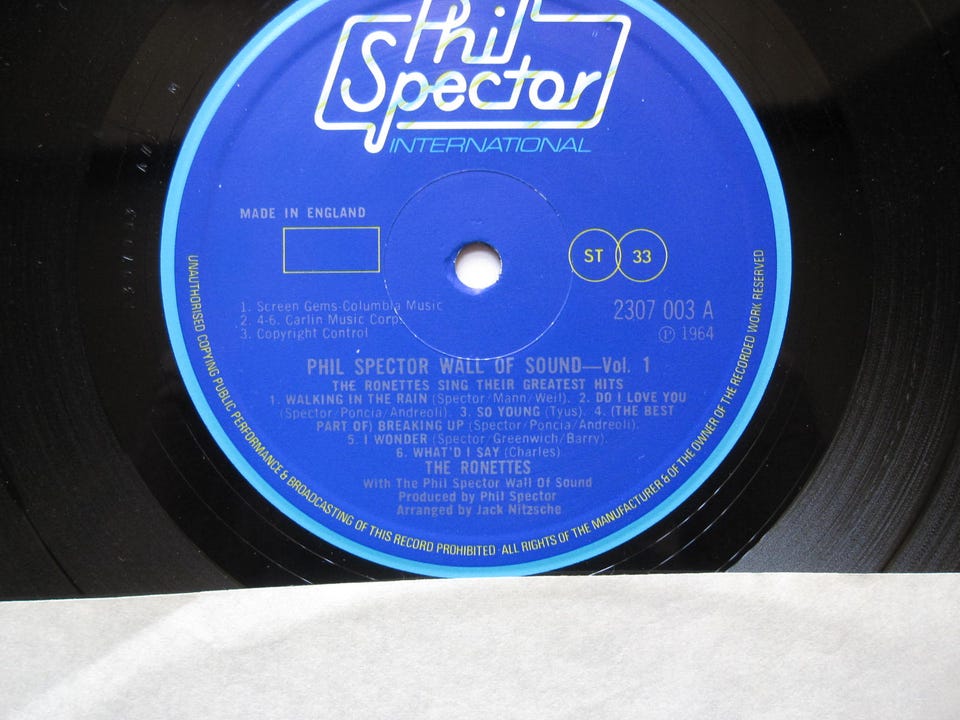 Phil
Spector
INTERNATIONAL
MADE IN ENGLAND
ST 33
1. Screen Gems-Columbia Music
2. 4-6. Carlin Music Corp.
3. Copyright Control
2307 003 A
Ⓟ 1964
PHIL SPECTOR WALL OF SOUND—Vol. 1
THE RONETTES SING THEIR GREATEST HITS
1. WALKING IN THE RAIN (Spector/Mann/Weil). 2. DO I LOVE YOU
(Spector/Poncia/Andreoli). 3. SO YOUNG (Tyus). 4. (THE BEST
PART OF) BREAKING UP (Spector/Poncia/Andreoli).
5. I WONDER (Spector/Greenwich/Barry).
6. WHAT'D I SAY (Charles)
THE RONETTES
With The Phil Spector Wall Of Sound
Produced by Phil Spector
Arranged by Jack Nitzsche
UNAUTHORISED COPYING PUBLIC PERFORMANCE & BROADCASTING OF THIS RECORD PROHIBITED · ALL RIGHTS OF THE MANUFACTURER & OF THE OWNER OF THE RECORDED WORK RESERVED